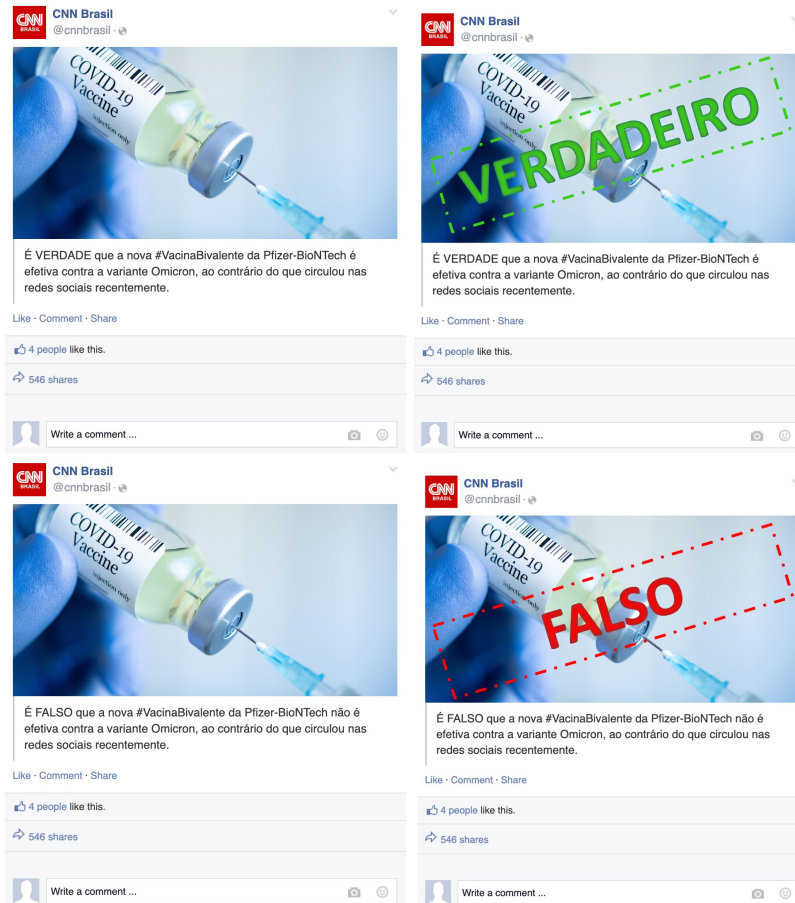 CNN
BRASIL
CNN Brasil
@cnnbrasil ·
COVID-19
Vaccine
injection only
É VERDADE que a nova #VacinaBivalente da Pfizer-BioNTech é
efetiva contra a variante Omicron, ao contrário do que circulou nas
redes sociais recentemente.
Like · Comment · Share
4 people like this.
546 shares
Write a comment ...
CNN
BRASIL
CNN Brasil
@cnnbrasil ·
COVID-19
Vaccine
injection only
VERDADEIRO
É VERDADE que a nova #VacinaBivalente da Pfizer-BioNTech é
efetiva contra a variante Omicron, ao contrário do que circulou nas
redes sociais recentemente.
Like · Comment · Share
4 people like this.
546 shares
Write a comment ...
CNN
BRASIL
CNN Brasil
@cnnbrasil ·
COVID-19
Vaccine
injection only
É FALSO que a nova #VacinaBivalente da Pfizer-BioNTech não é
efetiva contra a variante Omicron, ao contrário do que circulou nas
redes sociais recentemente.
Like · Comment · Share
4 people like this.
546 shares
Write a comment ...
CNN
BRASIL
CNN Brasil
@cnnbrasil ·
COVID-19
Vaccine
injection only
FALSO
É FALSO que a nova #VacinaBivalente da Pfizer-BioNTech não é
efetiva contra a variante Omicron, ao contrário do que circulou nas
redes sociais recentemente.
Like · Comment · Share
4 people like this.
546 shares
Write a comment ...